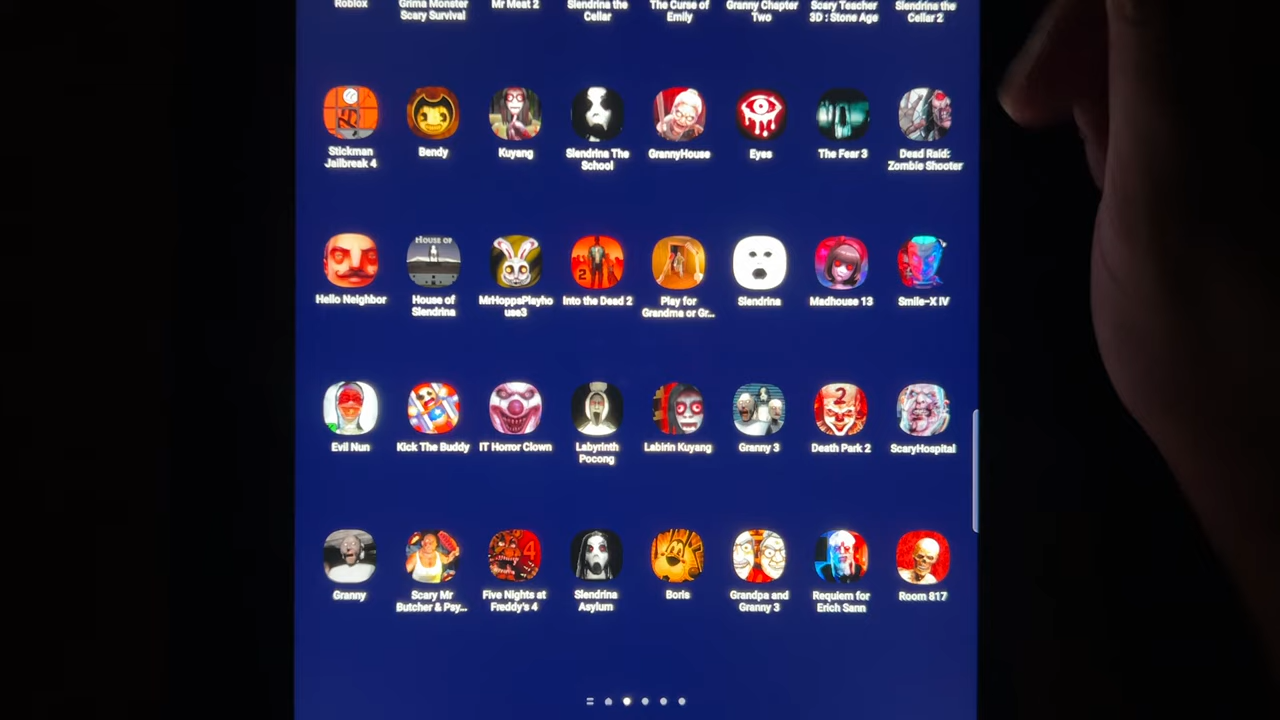 Roblox
Grima Monster
Scary Survival
Mr Meat 2
Slendrina the
Cellar
The Curse of
Emily
Granny Chapter
Two
Scary Teacher
3D : Stone Age
Slendrina the
Cellar 2
Stickman
Jailbreak 4
Bendy
Kuyang
Slendrina The
School
GrannyHouse
Eyes
The Fear 3
Dead Raid:
Zombie Shooter
Hello Neighbor
HOUSE OF
House of
Slendrina
MrHoppsPlayho
use3
2
Into the Dead 2
Play for
Grandma or Gr...
Slendrina
Madhouse 13
Smile-X IV
Evil Nun
Kick The Buddy
IT Horror Clown
Labyrinth
Pocong
Labirin Kuyang
Granny 3
2
Death Park 2
ScaryHospital
Granny
Scary Mr
Butcher & Psy...
4
Five Nights at
Freddy's 4
Slendrina
Asylum
Boris
Grandpa and
Granny 3
Requiem for
Erich Sann
Room 817